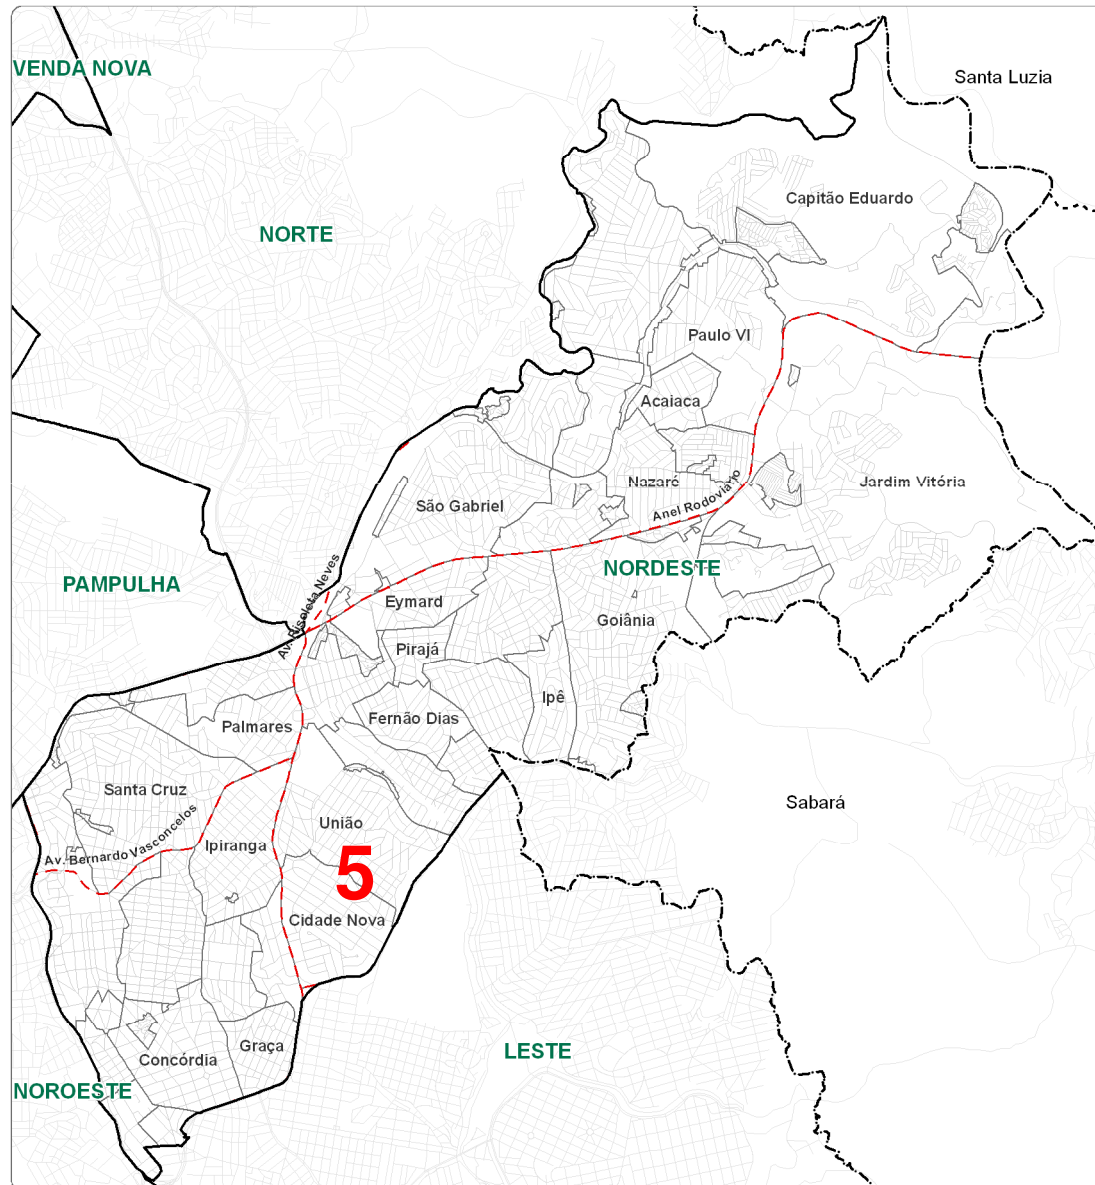 VENDA NOVA
Santa Luzia
Capitão Eduardo
NORTE
Paulo VI
Acaiaca
Nazaré
Jardim Vitória
São Gabriel
Anel Rodoviário
NORDESTE
PAMPULHA
Av. Risoleta Neves
Eymard
Goiânia
Pirajá
Ipê
Fernão Dias
Palmares
Santa Cruz
Sabará
União
Av. Bernardo Vasconcelos
Ipiranga
5
Cidade Nova
Graça
LESTE
Concórdia
NOROESTE